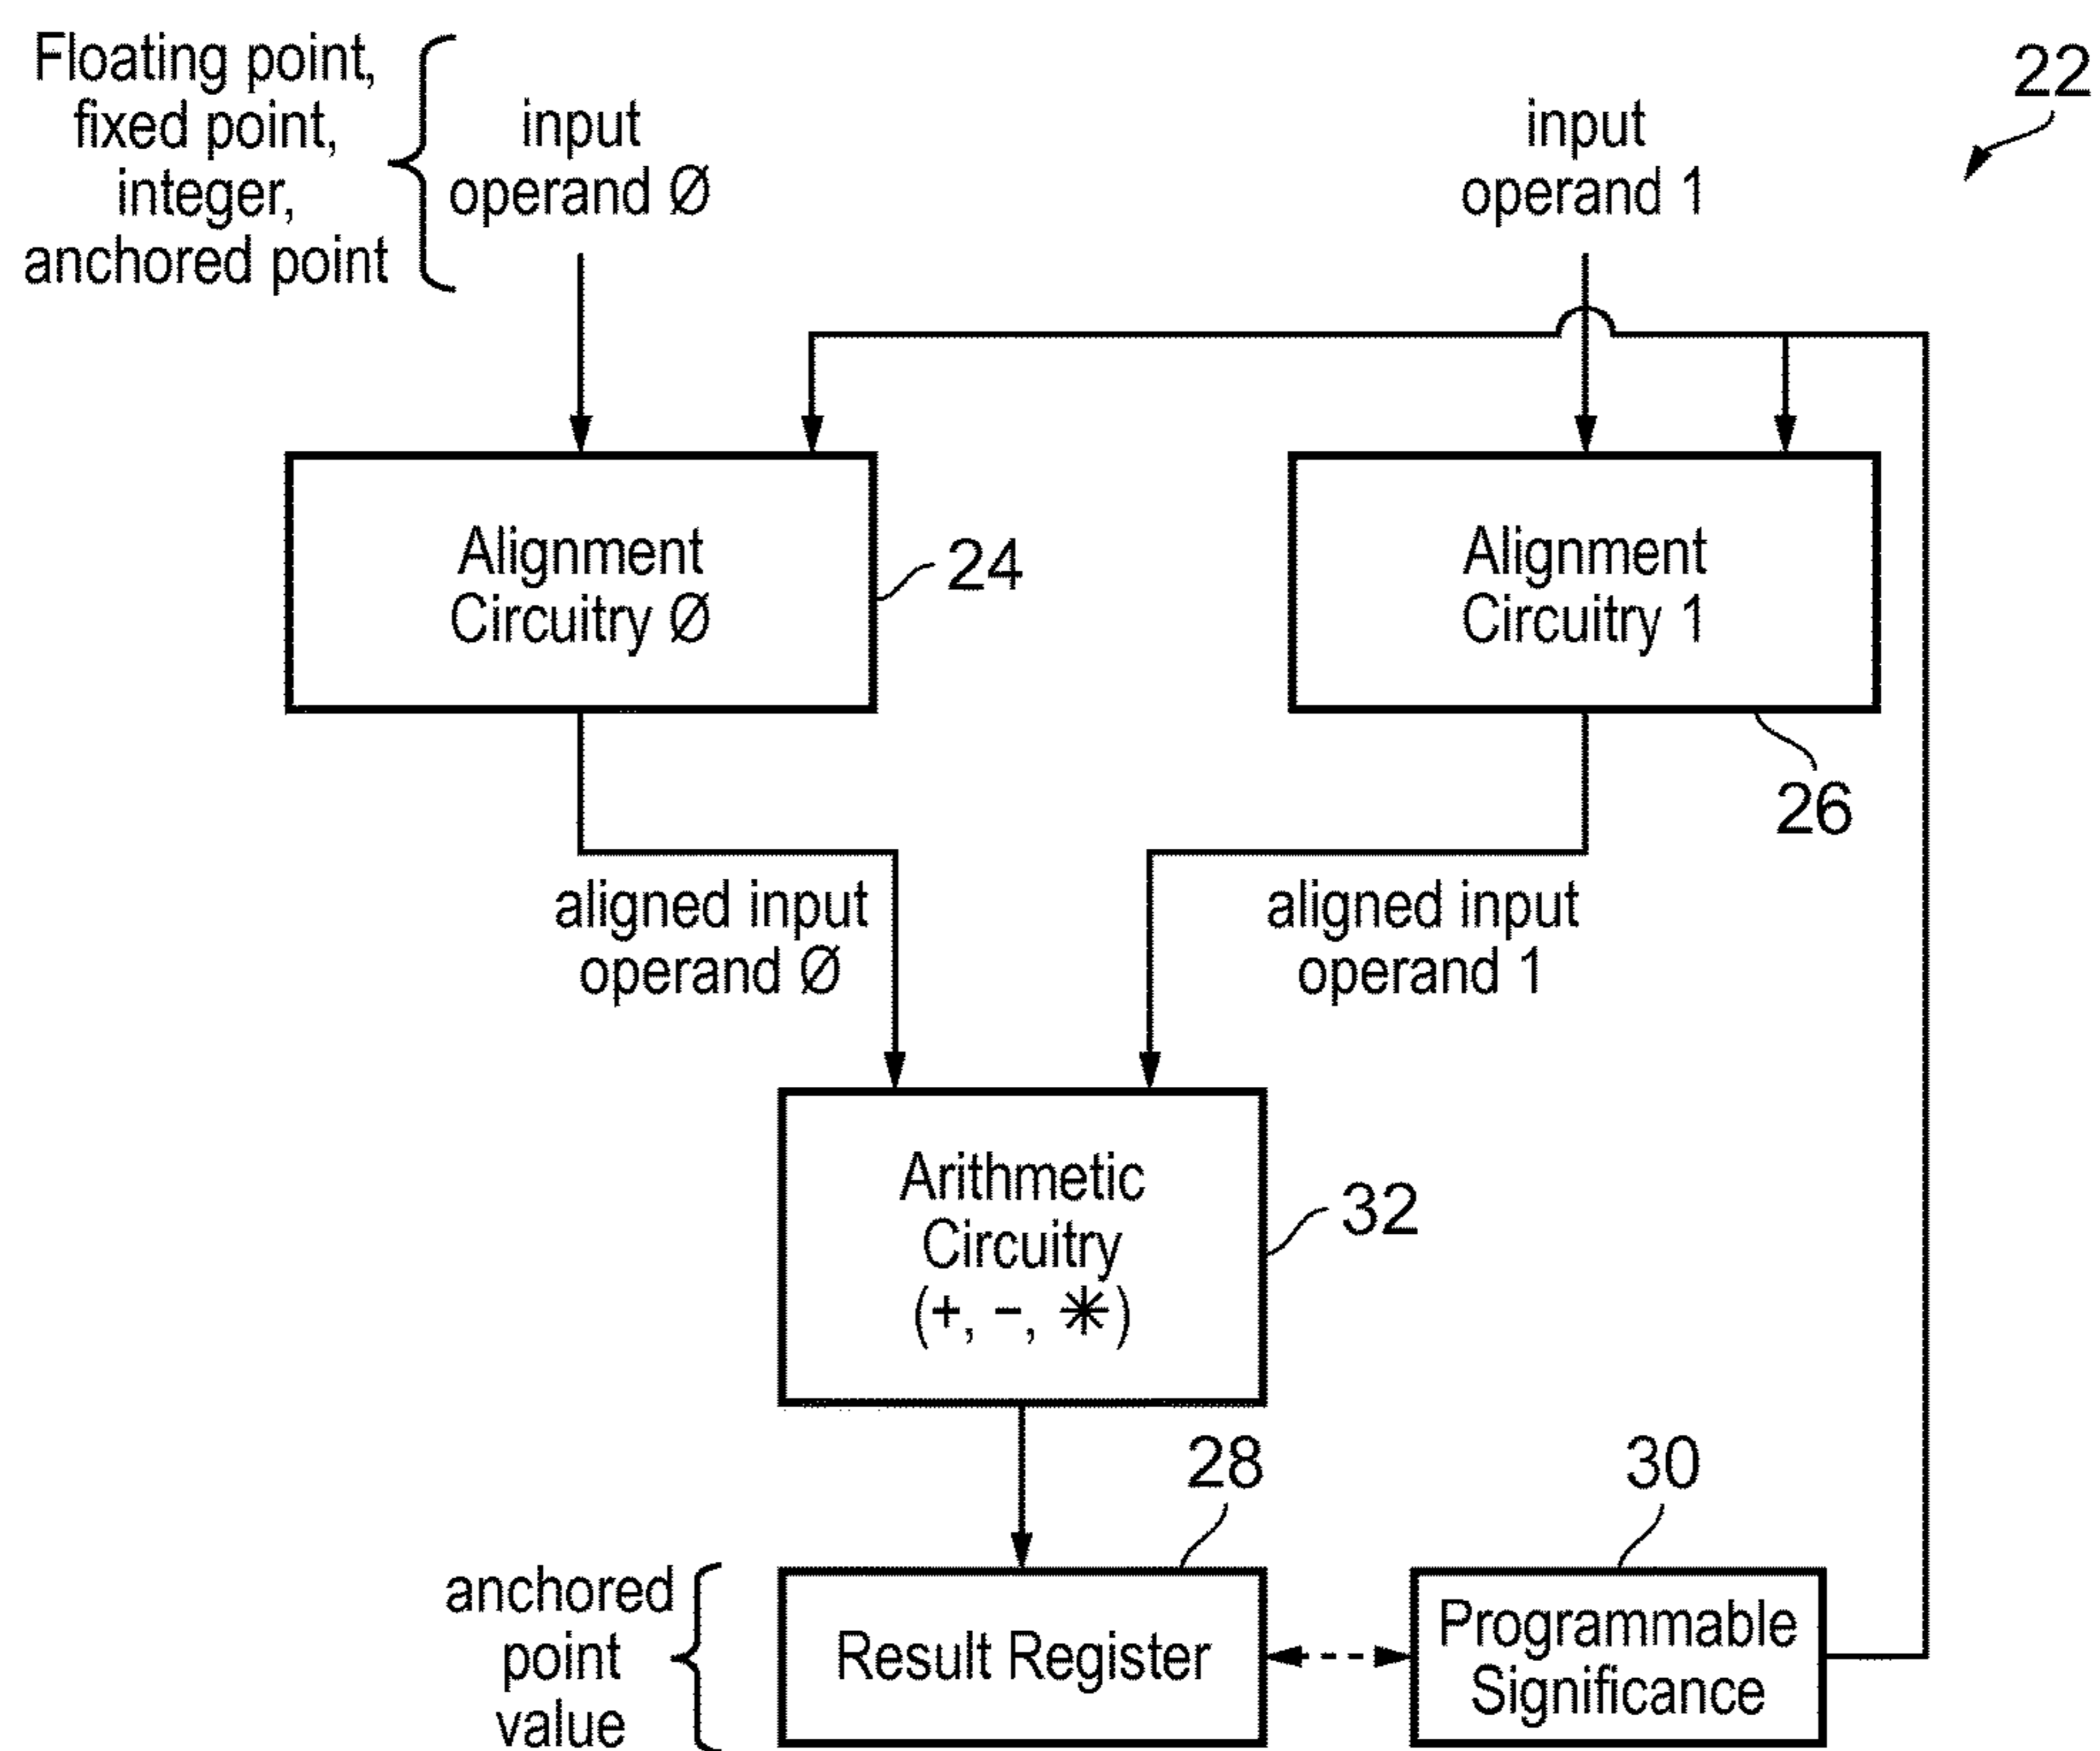 Floating point,
fixed point,
integer,
anchored point
input
operand Ø
input
operand 1
22
Alignment
Circuitry Ø
24
Alignment
Circuitry 1
26
aligned input
operand Ø
aligned input
operand 1
Arithmetic
Circuitry
(+, −, ✳)
32
28
30
anchored
point
value
Result Register
Programmable
Significance